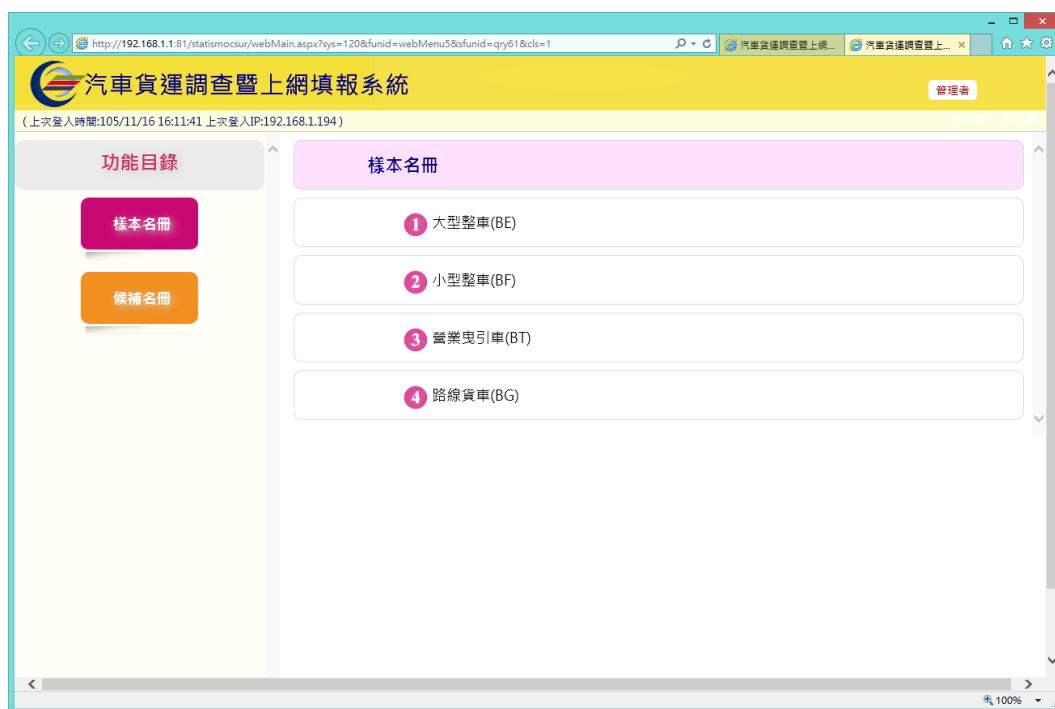 http://192.168.1.1:81/statismocsur/webMain.aspx?sys=120&funid=webMenu5&sfunid=qry61&cls=1
汽車貨運調查暨上網...
汽車貨運調查暨上...
汽車貨運調查暨上網填報系統
管理者
(上次登入時間:105/11/16 16:11:41 上次登入IP:192.168.1.194)
功能目錄
樣本名冊
樣本名冊
候補名冊
1 大型整車(BE)
2 小型整車(BF)
3 營業曳引車(BT)
4 路線貨車(BG)
100%